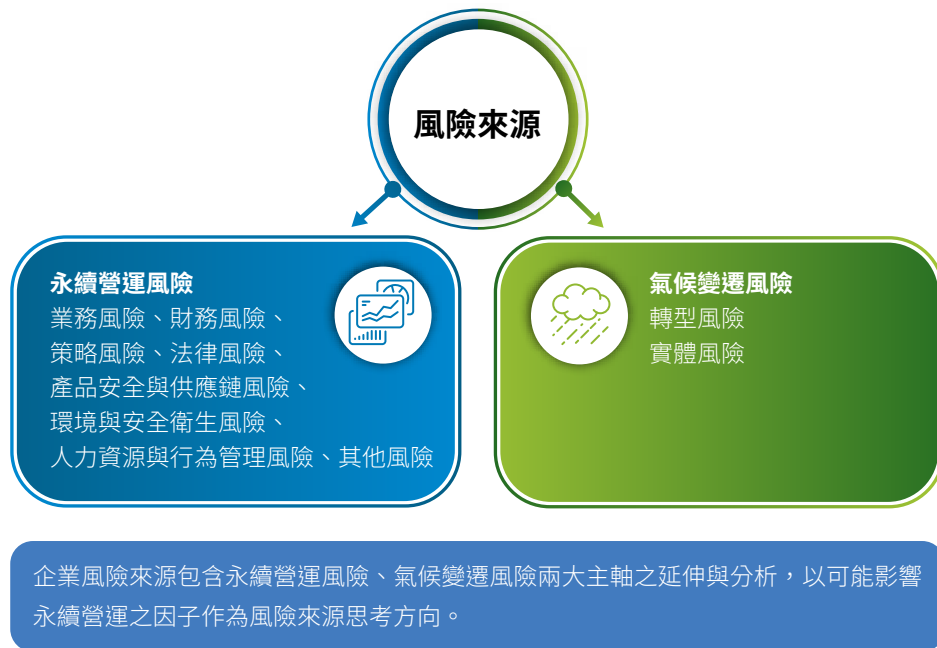 風險來源
永續營運風險
業務風險、財務風險、
策略風險、法律風險、
產品安全與供應鏈風險、
環境與安全衛生風險、
人力資源與行為管理風險、其他風險
氣候變遷風險
轉型風險
實體風險
企業風險來源包含永續營運風險、氣候變遷風險兩大主軸之延伸與分析，以可能影響
永續營運之因子作為風險來源思考方向。